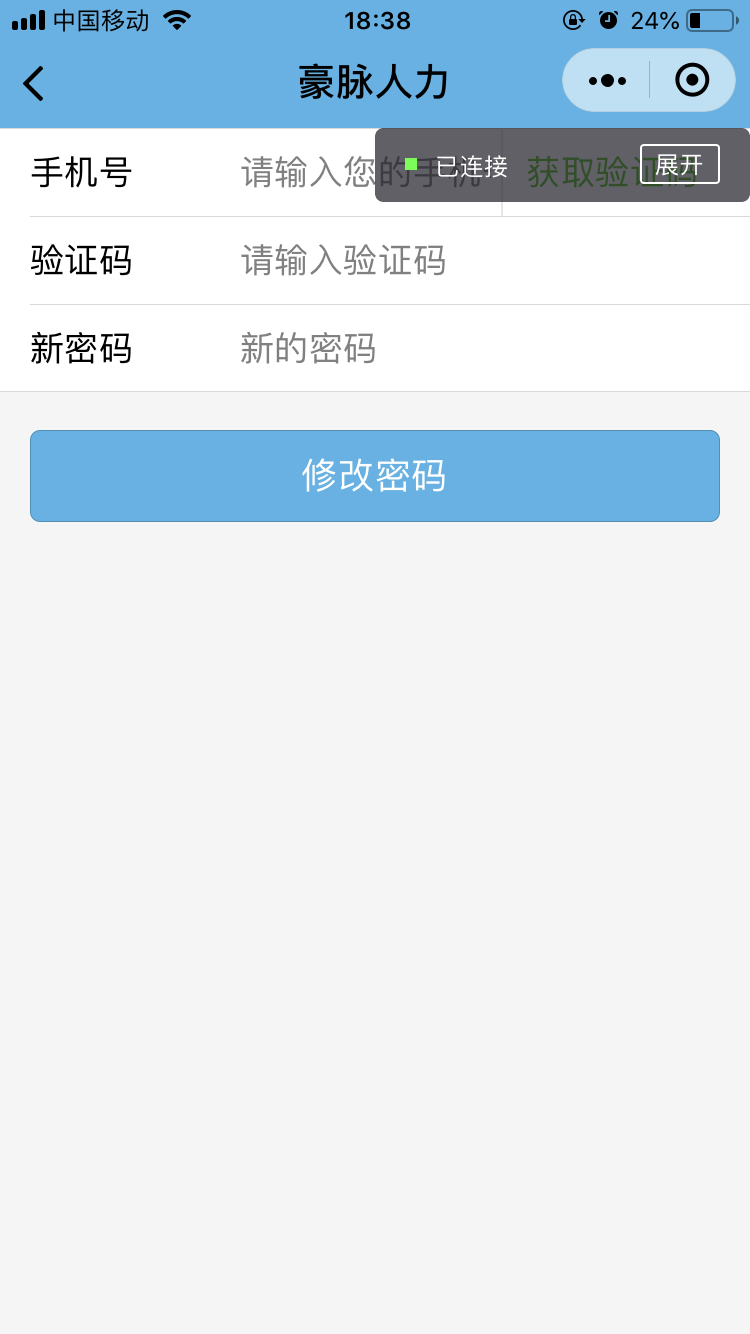 中国移动 18:38 24%
豪脉人力
手机号 请输入您的手机 获取验证码
已连接 展开
验证码 请输入验证码
新密码 新的密码
修改密码